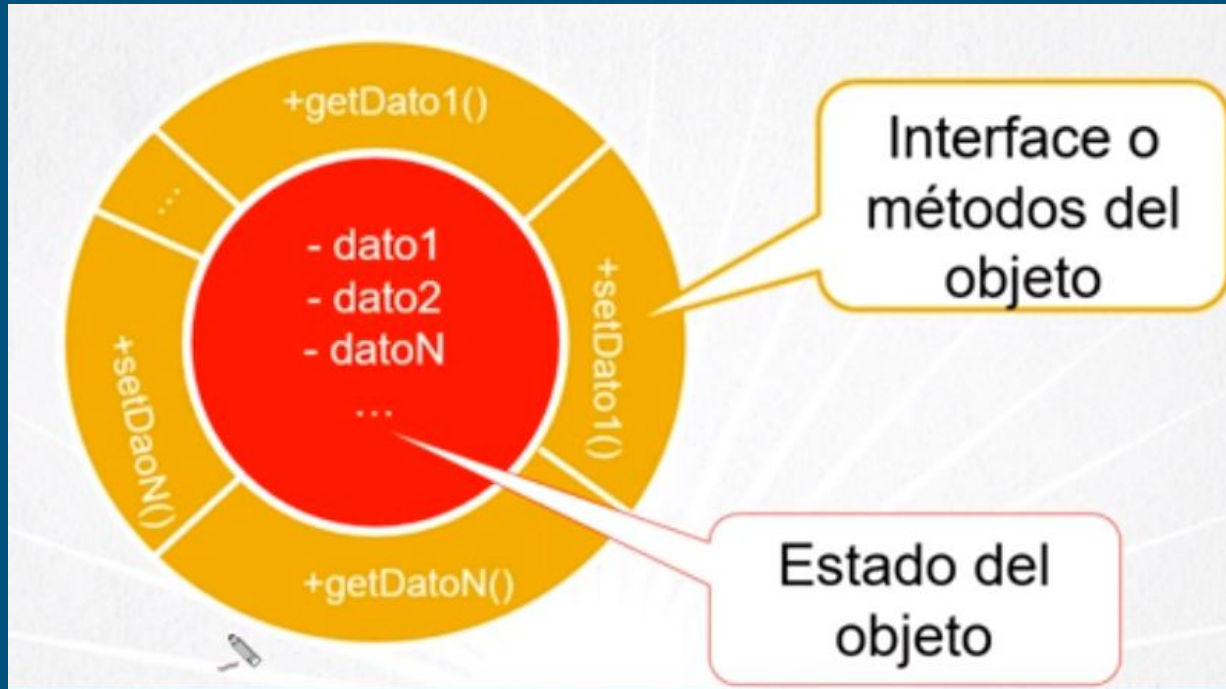 +getDato1()
...
- dato1
- dato2
- datoN
...
+setDato1()
+setDaoN()
+getDatoN()
Interface o
métodos del
objeto
Estado del
objeto